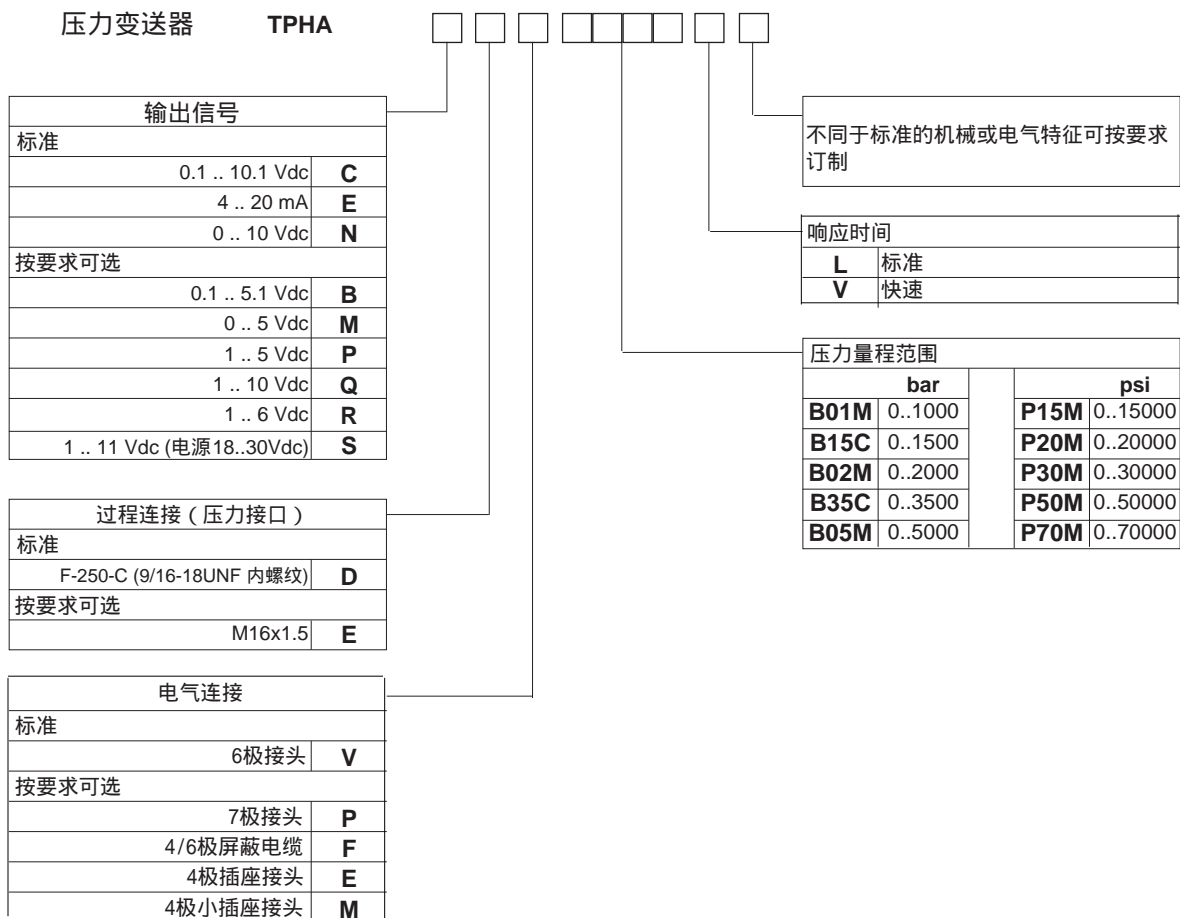 压力变送器 TPHA
输出信号
标准
0.1 .. 10.1 Vdc C
4 .. 20 mA E
0 .. 10 Vdc N
按要求可选
0.1 .. 5.1 Vdc B
0 .. 5 Vdc M
1 .. 5 Vdc P
1 .. 10 Vdc Q
1 .. 6 Vdc R
1 .. 11 Vdc (电源18..30Vdc) S
过程连接（压力接口）
标准
F-250-C (9/16-18UNF 内螺纹) D
按要求可选
M16x1.5 E
电气连接
标准
6极接头 V
按要求可选
7极接头 P
4/6极屏蔽电缆 F
4极插座接头 E
4极小插座接头 M
不同于标准的机械或电气特征可按要求
订制
响应时间
L 标准
V 快速
压力量程范围
bar psi
B01M 0..1000 P15M 0..15000
B15C 0..1500 P20M 0..20000
B02M 0..2000 P30M 0..30000
B35C 0..3500 P50M 0..50000
B05M 0..5000 P70M 0..70000